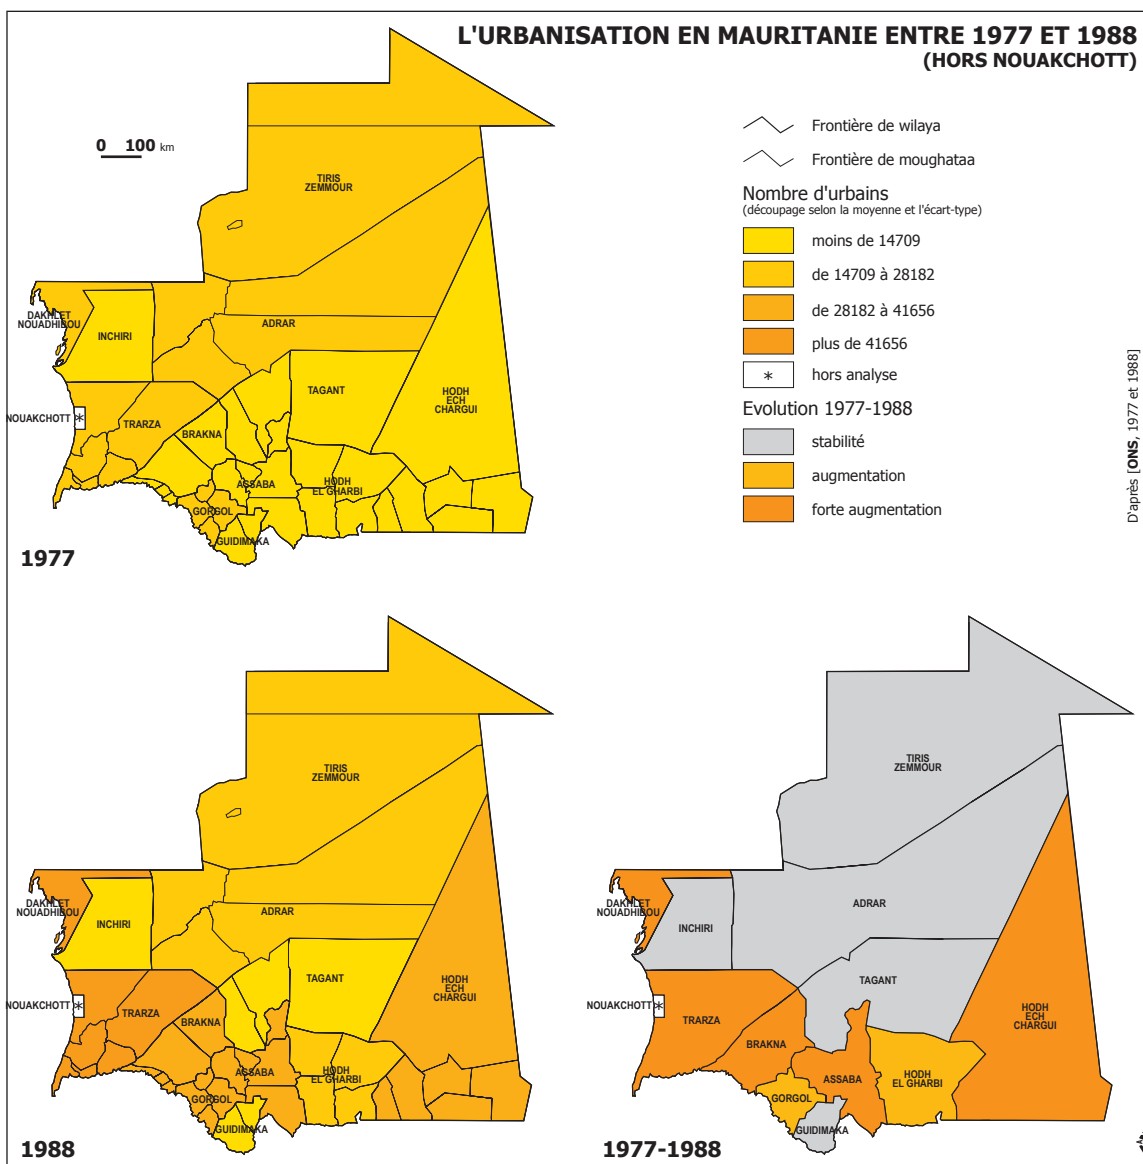 L'URBANISATION EN MAURITANIE ENTRE 1977 ET 1988
(HORS NOUAKCHOTT)
0 100 km
Frontière de wilaya
Frontière de moughataa
Nombre d'urbains
(découpage selon la moyenne et l'écart-type)
moins de 14709
de 14709 à 28182
de 28182 à 41656
plus de 41656
* hors analyse
Evolution 1977-1988
stabilité
augmentation
forte augmentation
D'après [ONS, 1977 et 1988]
TIRIS
ZEMMOUR
DAKHLET
NOUADHIBOU
INCHIRI
ADRAR
TAGANT
HODH
ECH
CHARGUI
NOUAKCHOTT *
TRARZA
BRAKNA
ASSABA
HODH
EL GHARBI
GORGOL
GUIDIMAKA
1977
TIRIS
ZEMMOUR
DAKHLET
NOUADHIBOU
INCHIRI
ADRAR
TAGANT
HODH
ECH
CHARGUI
NOUAKCHOTT *
TRARZA
BRAKNA
ASSABA
HODH
EL GHARBI
GORGOL
GUIDIMAKA
1988
TIRIS
ZEMMOUR
DAKHLET
NOUADHIBOU
INCHIRI
ADRAR
TAGANT
HODH
ECH
CHARGUI
NOUAKCHOTT *
TRARZA
BRAKNA
ASSABA
HODH
EL GHARBI
GORGOL
GUIDIMAKA
1977-1988